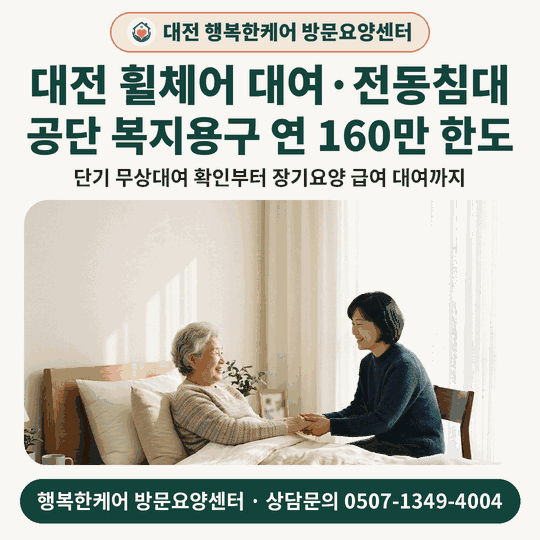 대전 행복한케어 방문요양센터
대전 휠체어 대여·전동침대
공단 복지용구 연 160만 한도
단기 무상대여 확인부터 장기요양 급여 대여까지
행복한케어 방문요양센터 · 상담문의 0507-1349-4004